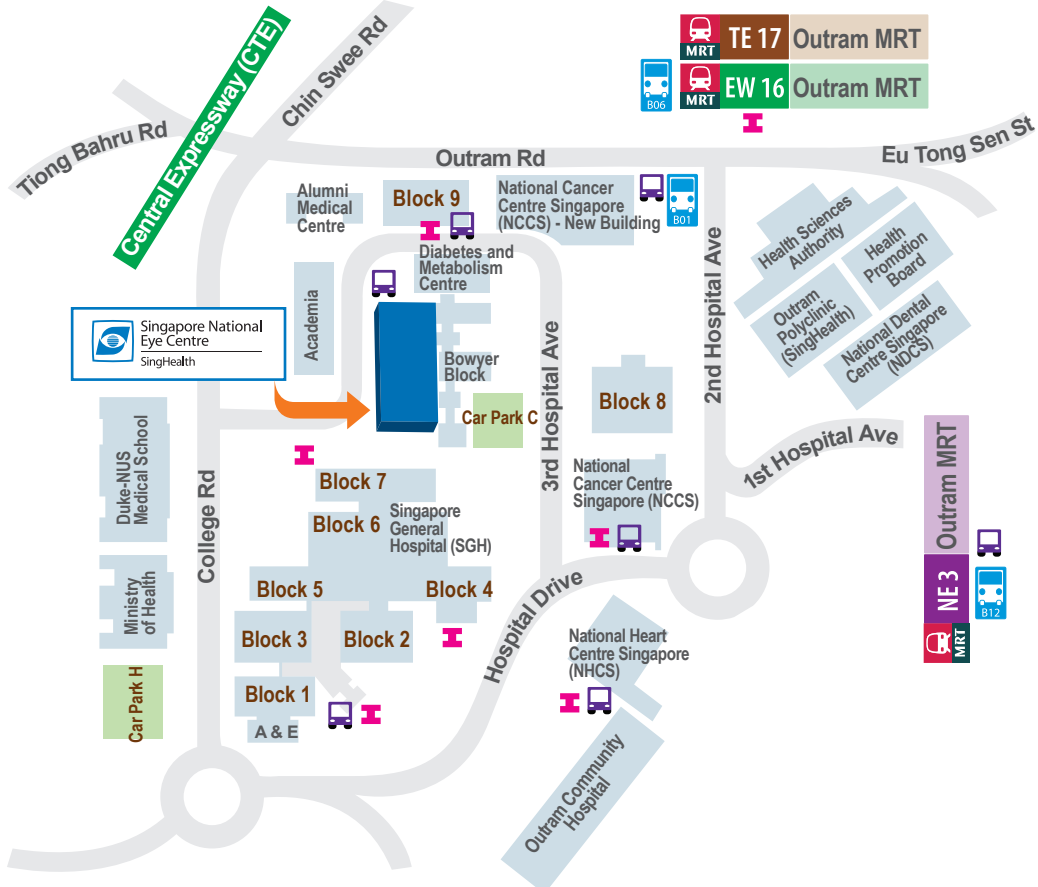 Central Expressway (CTE)
Chin Swee Rd
Tiong Bahru Rd
MRT
TE 17
Outram MRT
B06
MRT
EW 16
Outram MRT
Outram Rd
Eu Tong Sen St
Alumni
Medical
Centre
Block 9
National Cancer
Centre Singapore
(NCCS) - New Building
B01
Health Sciences
Authority
Health
Promotion
Board
Outram
Polyclinic
(SingHealth)
National Dental
Centre Singapore
(NDCS)
Diabetes and
Metabolism
Centre
2nd Hospital Ave
Singapore National
Eye Centre
SingHealth
Academia
Bowyer
Block
Car Park C
3rd Hospital Ave
Block 8
1st Hospital Ave
Duke-NUS
Medical School
College Rd
Block 7
Block 6
Singapore
General
Hospital (SGH)
National
Cancer Centre
Singapore (NCCS)
Outram MRT
NE 3
B12
MRT
Block 5
Block 4
Ministry
of Health
Block 3
Block 2
Hospital Drive
National Heart
Centre Singapore
(NHCS)
Car Park H
Block 1
A & E
Outram Community
Hospital